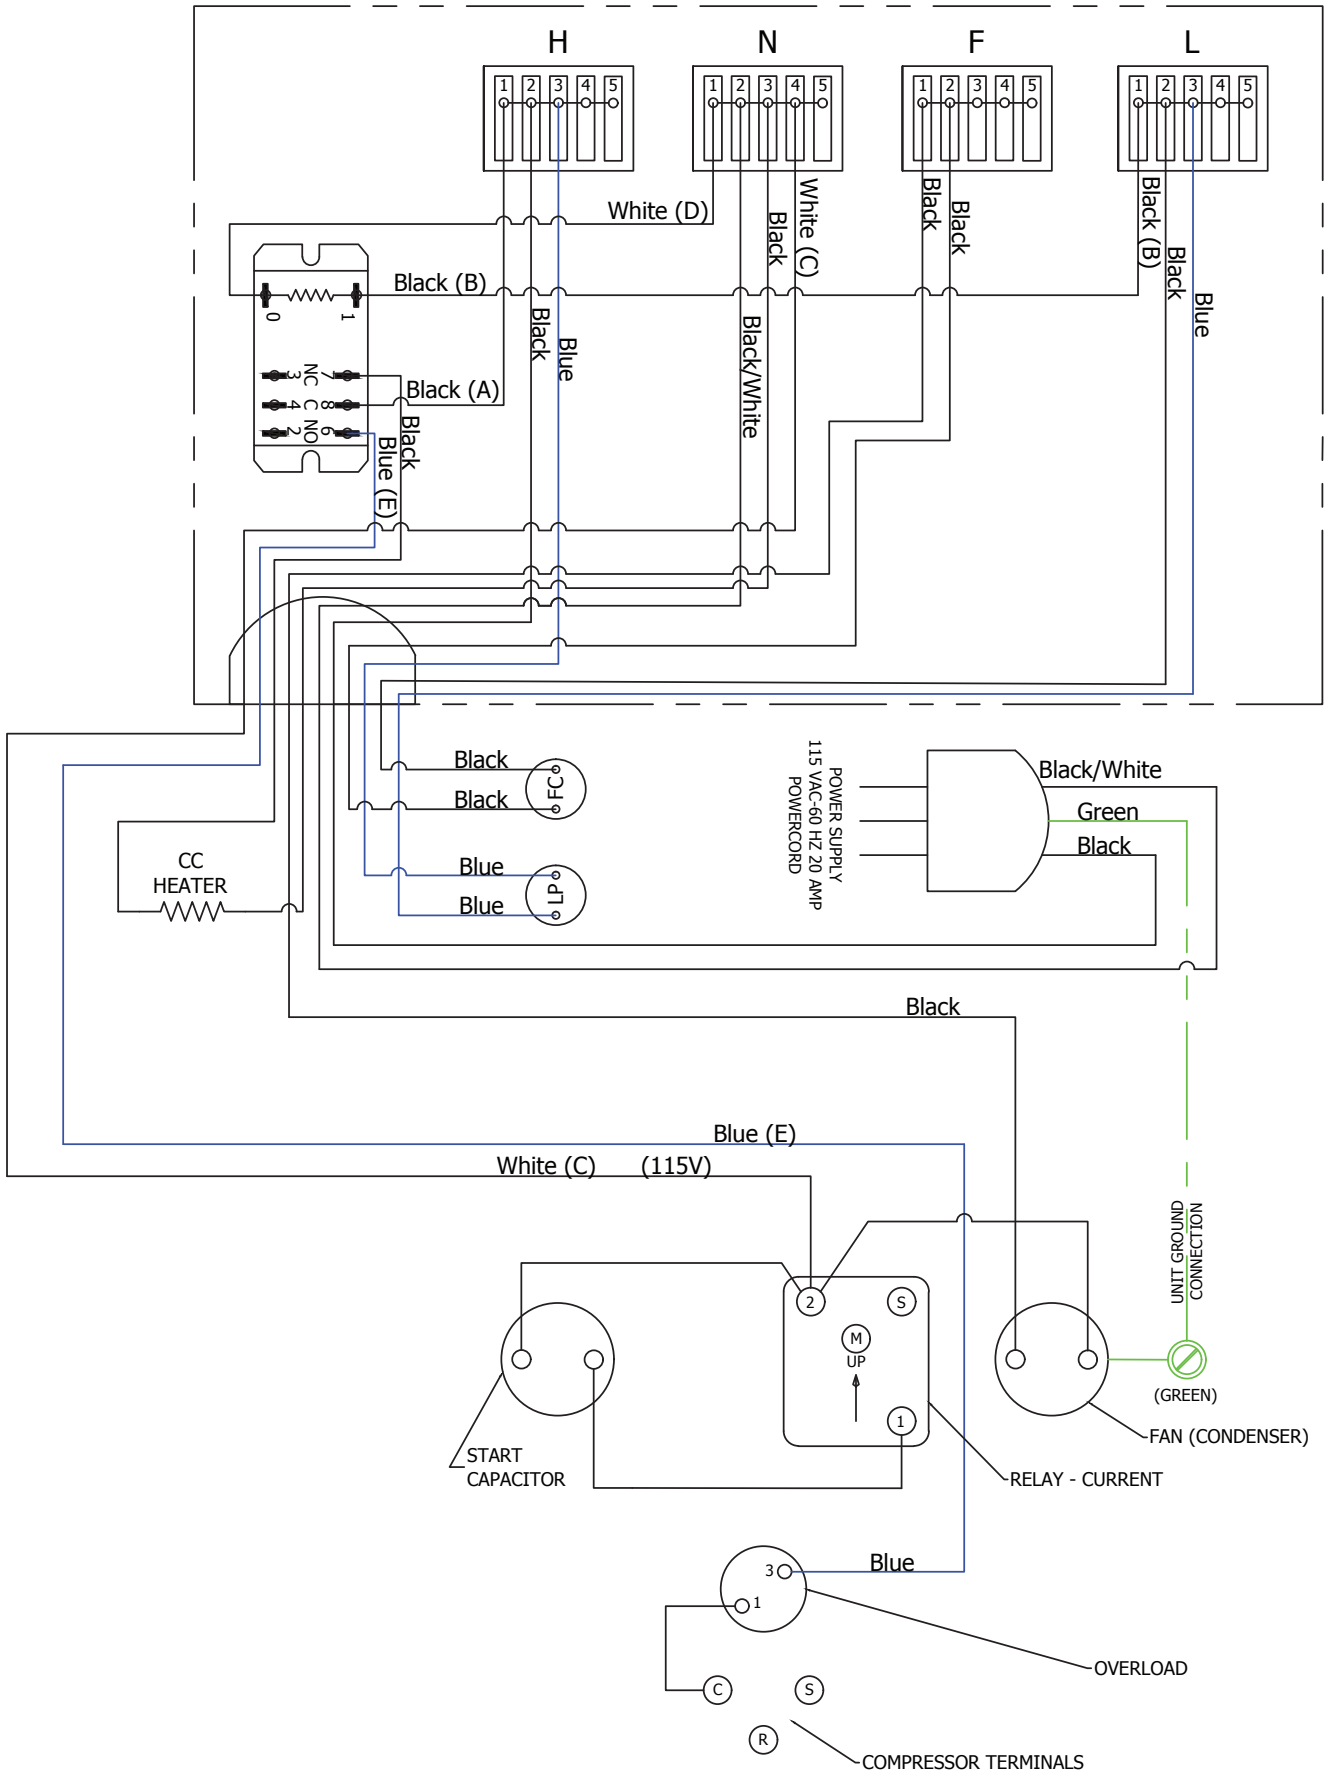 H N F L
1 2 3 4 5
1 2 3 4 5
1 2 3 4 5
1 2 3 4 5
White (D)
Black
White (C)
Black
Black
Black (B)
Black
Blue
Black (B)
0 1
Black
Blue
Black/White
3 NC 7
4 C 8
2 NO 6
Black (A)
Black
Blue (E)
Black
Black
FC
Blue
Blue
LP
CC
HEATER
POWER SUPPLY
115 VAC-60 HZ 20 AMP
POWERCORD
Black/White
Green
Black
Black
Blue (E)
White (C) (115V)
UNIT GROUND
CONNECTION
2 S
M
UP
1
(GREEN)
FAN (CONDENSER)
START
CAPACITOR
RELAY - CURRENT
3
1
Blue
OVERLOAD
C S
R
COMPRESSOR TERMINALS